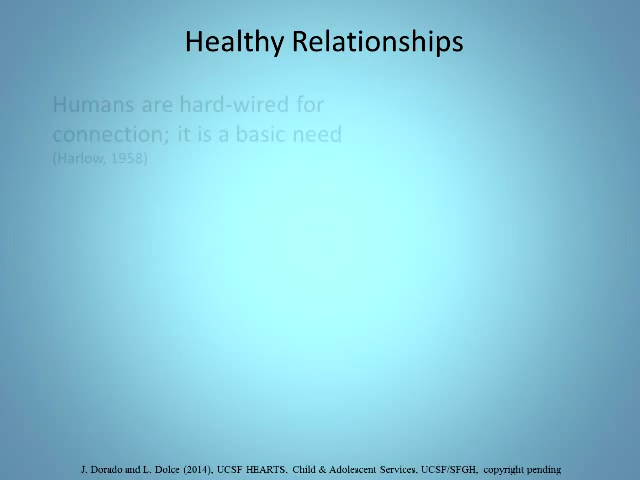 Healthy Relationships
Humans are hard-wired for
connection; it is a basic need
(Harlow, 1958)
J. Dorado and L. Dolce (2014), UCSF HEARTS, Child & Adolescent Services, UCSF/SFGH, copyright pending